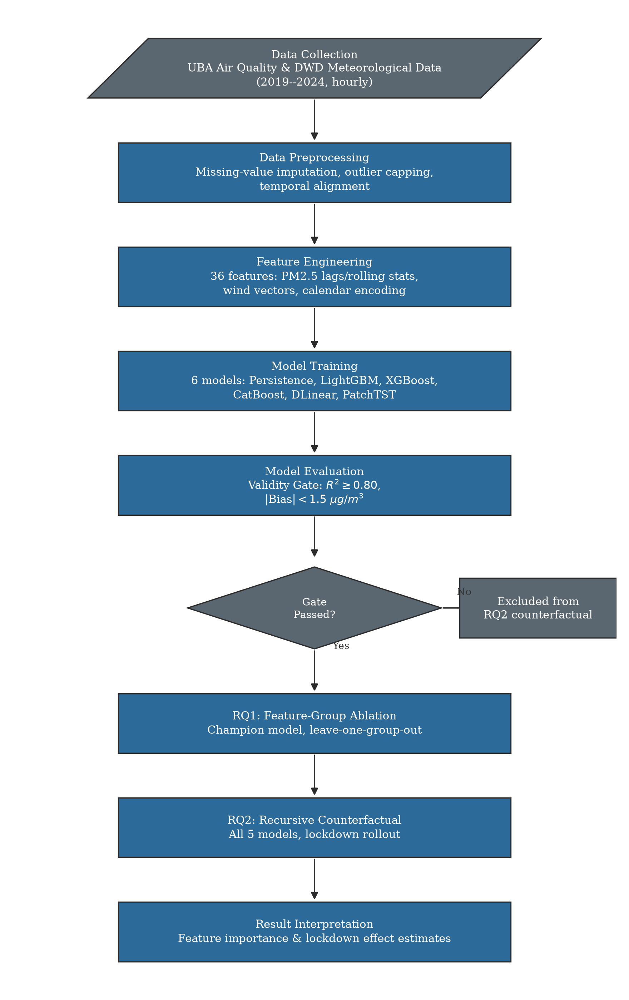 Data Collection
UBA Air Quality & DWD Meteorological Data
(2019--2024, hourly)
Data Preprocessing
Missing-value imputation, outlier capping,
temporal alignment
Feature Engineering
36 features: PM2.5 lags/rolling stats,
wind vectors, calendar encoding
Model Training
6 models: Persistence, LightGBM, XGBoost,
CatBoost, DLinear, PatchTST
Model Evaluation
Validity Gate: R² ≥ 0.80,
|Bias| < 1.5 μg/m³
Gate
Passed?
No
Excluded from
RQ2 counterfactual
Yes
RQ1: Feature-Group Ablation
Champion model, leave-one-group-out
RQ2: Recursive Counterfactual
All 5 models, lockdown rollout
Result Interpretation
Feature importance & lockdown effect estimates